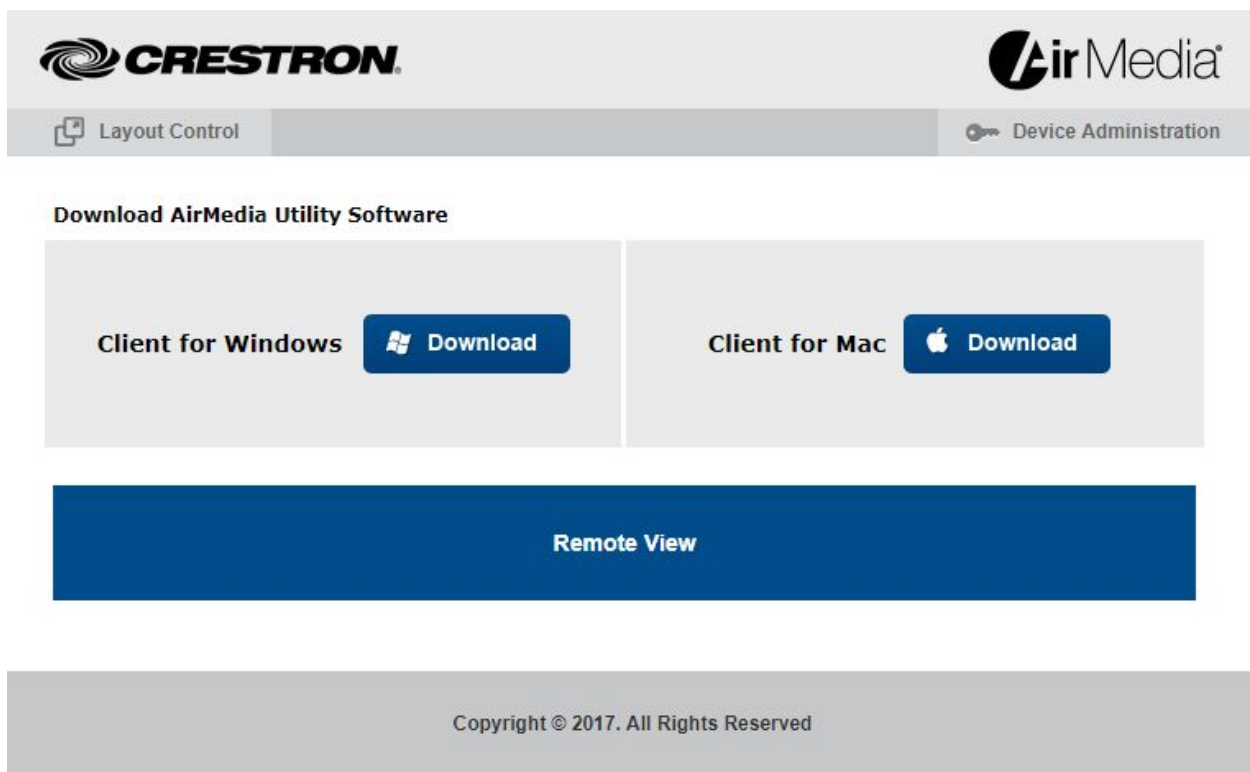 CRESTRON®
AirMedia®
Layout Control
Device Administration
Download AirMedia Utility Software
Client for Windows
Download
Client for Mac
Download
Remote View
Copyright © 2017. All Rights Reserved